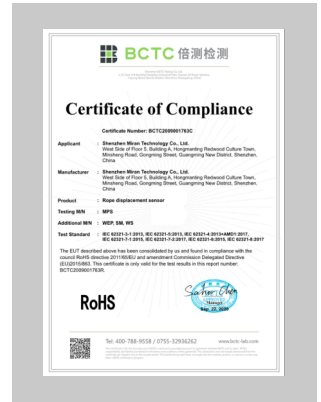 BCTC 倍测检测
Certificate of Compliance
Certificate Number: BCTC2009001763C
Applicant : Shenzhen Miran Technology Co., Ltd.
West Side of Floor 5, Building A, Hongmanting Redwood Culture Town,
Minsheng Road, Gongming Street, Guangming New District, Shenzhen,
China
Manufacturer : Shenzhen Miran Technology Co., Ltd.
West Side of Floor 5, Building A, Hongmanting Redwood Culture Town,
Minsheng Road, Gongming Street, Guangming New District, Shenzhen,
China
Product : Rope displacement sensor
Testing M/N : MPS
Additional M/N : WEP, SM, WS
Test Standard : IEC 62321-3-1:2013, IEC 62321-5:2013, IEC 62321-4:2013+AMD1:2017,
IEC 62321-7-1:2015, IEC 62321-7-2:2017, IEC 62321-6:2015, IEC 62321-8:2017
The EUT described above has been consolidated by us and found in compliance with the
council RoHS directive 2011/65/EU and amendment Commission Delegated Directive
(EU)2015/863. This certificate is only valid for the test results in this report number:
BCTC2009001763R.
RoHS
APPROVED
Manager
Sep. 22, 2020
Tel: 400-788-9558 / 0755-32936262 www.bctc-lab.com